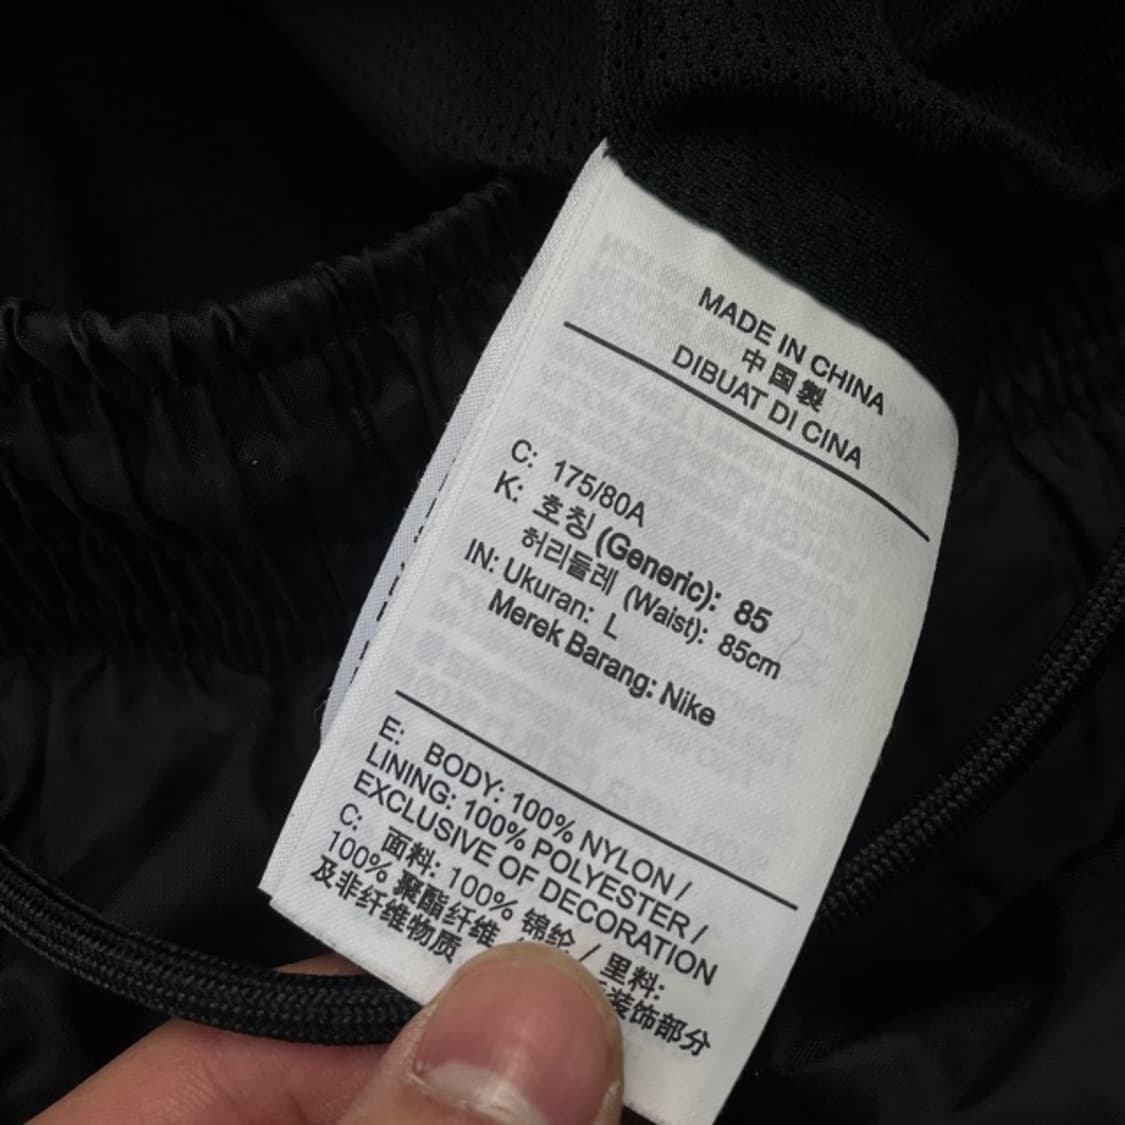 MADE IN CHINA
中国製
DIBUAT DI CINA
C: 175/80A
K: 호칭 (Generic): 85
허리둘레 (Waist): 85cm
IN: Ukuran: L
Merek Barang: Nike
E: BODY: 100% NYLON /
LINING: 100% POLYESTER /
EXCLUSIVE OF DECORATION
C: 面料: 100% 锦纶 / 里料:
100% 聚酯纤维 / 装饰部分
及非纤维物质